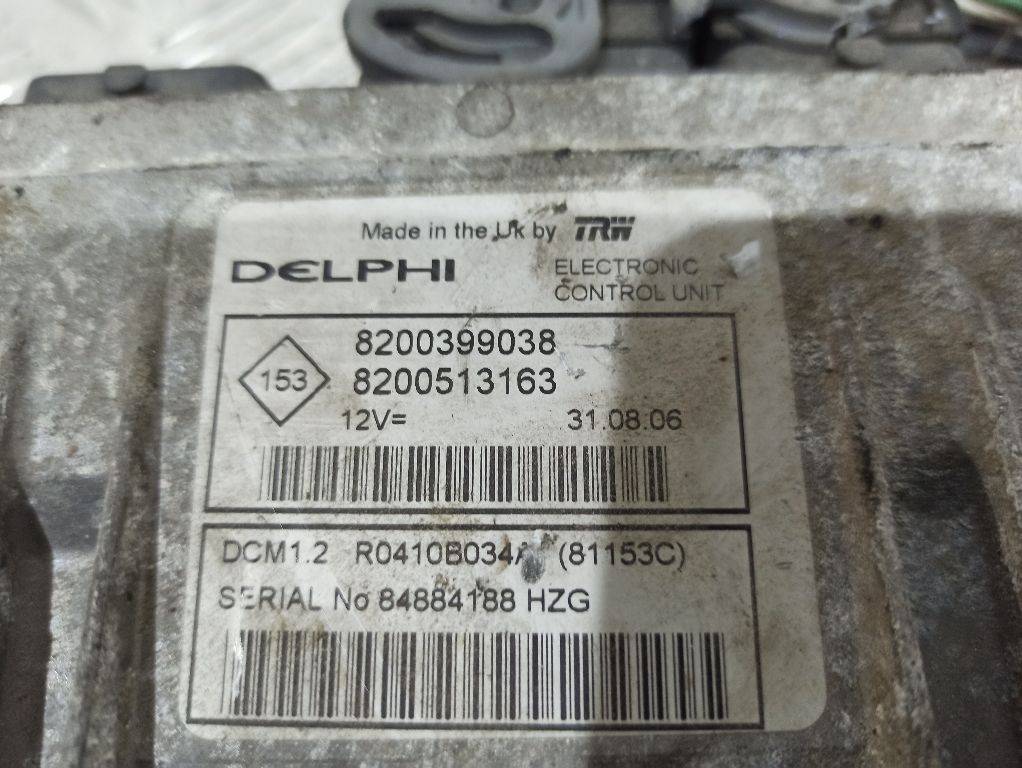 Made in the Uk by TRW
DELPHI ELECTRONIC
CONTROL UNIT
8200399038
153 8200513163
12V= 31.08.06
DCM1.2 R0410B034A (81153C)
SERIAL No 84884188 HZG